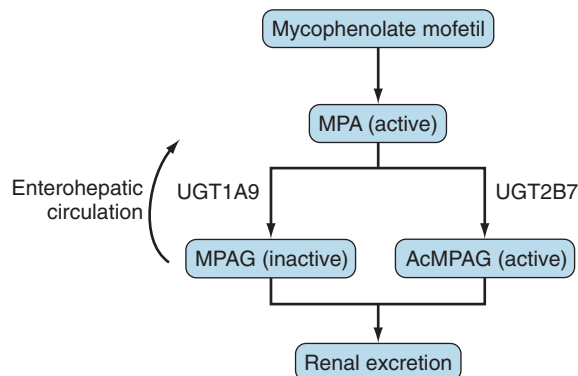 Mycophenolate mofetil
MPA (active)
Enterohepatic
circulation
UGT1A9
UGT2B7
MPAG (inactive)
AcMPAG (active)
Renal excretion